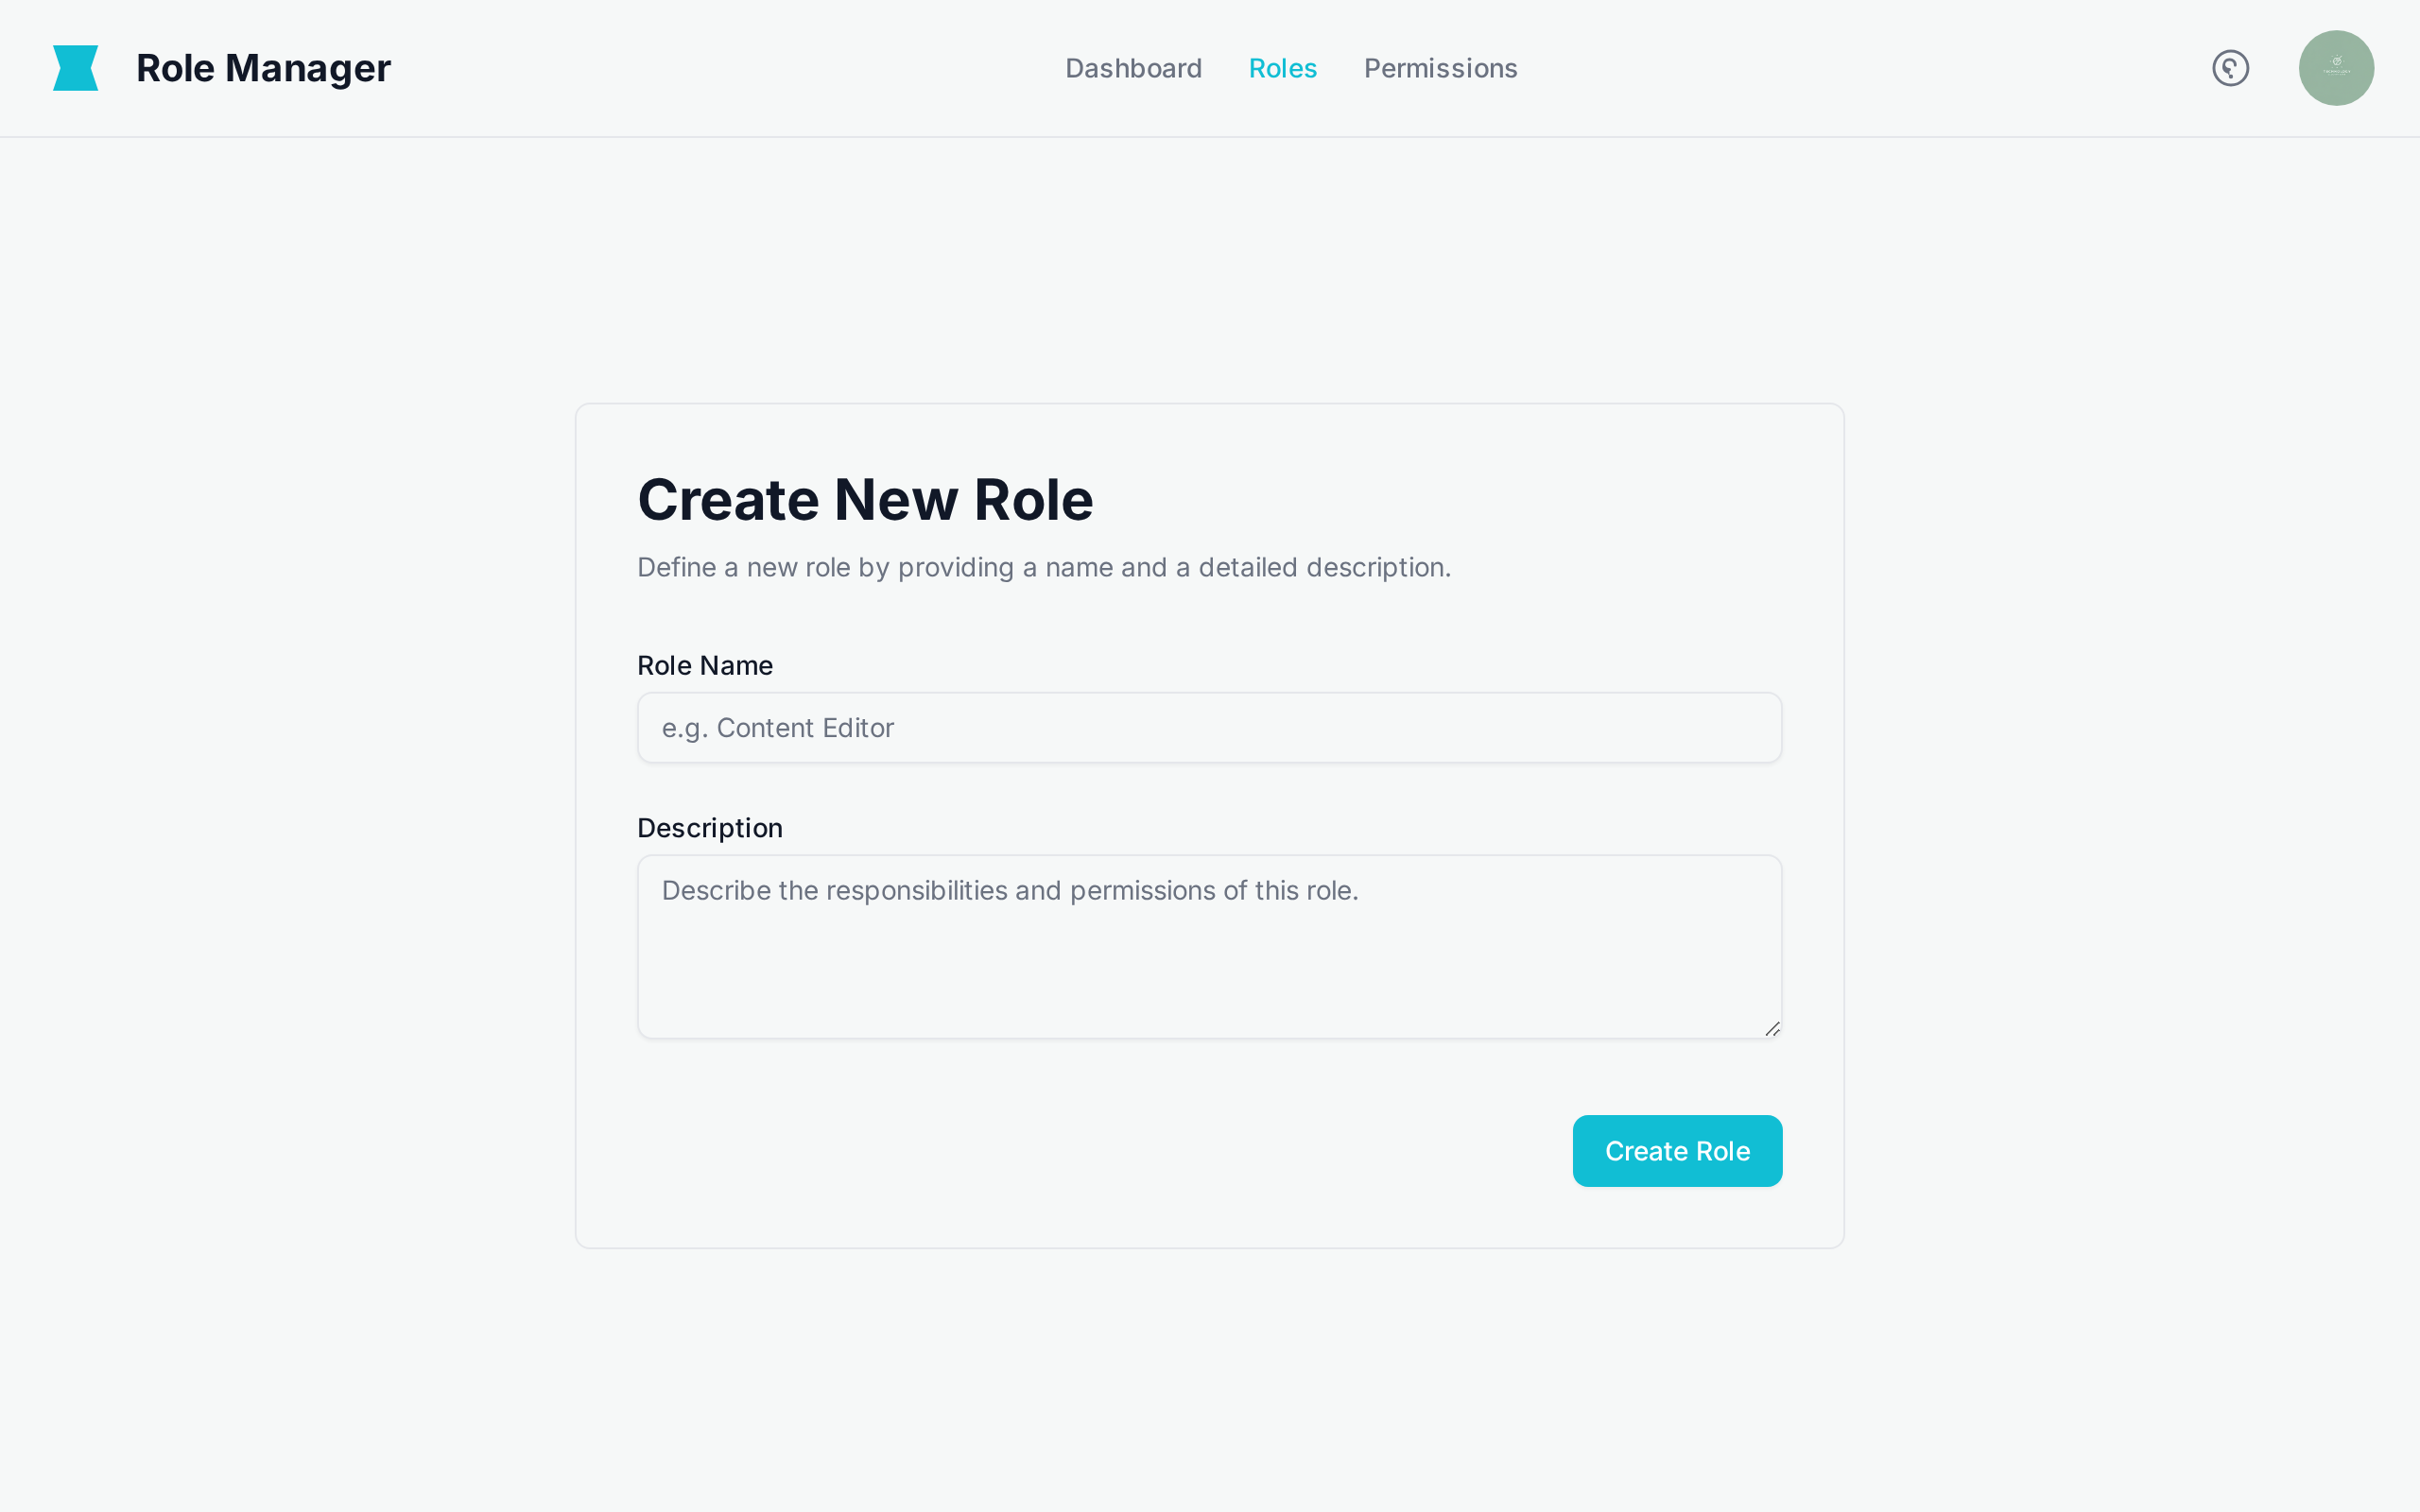 Role Manager
Dashboard
Roles
Permissions
Create New Role
Define a new role by providing a name and a detailed description.
Role Name
e.g. Content Editor
Description
Describe the responsibilities and permissions of this role.
Create Role